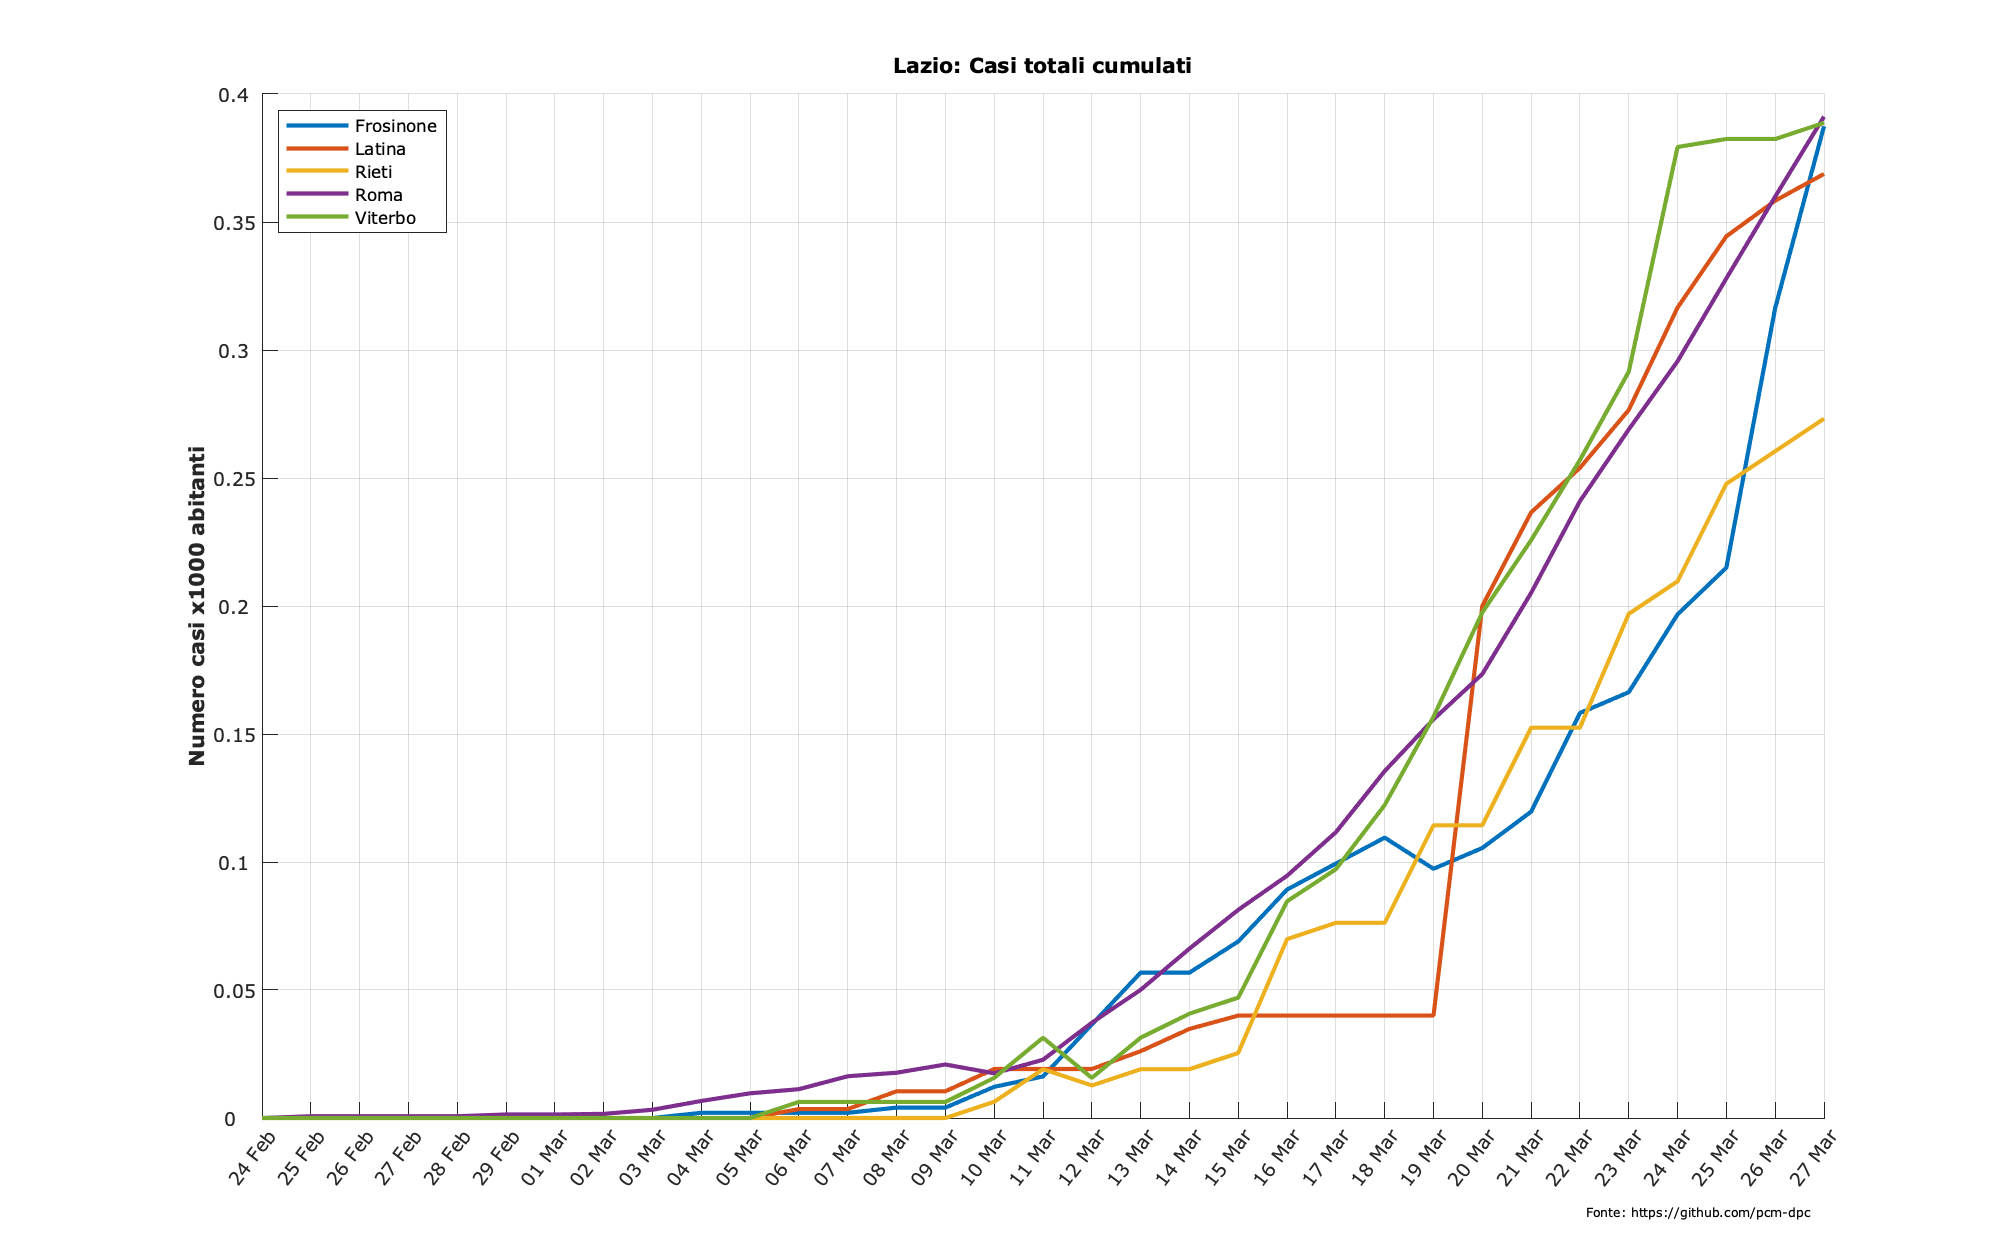 Lazio: Casi totali cumulati
0.4
0.35
0.3
0.25
0.2
0.15
0.1
0.05
0
Numero casi x1000 abitanti
Frosinone
Latina
Rieti
Roma
Viterbo
24 Feb
25 Feb
26 Feb
27 Feb
28 Feb
29 Feb
01 Mar
02 Mar
03 Mar
04 Mar
05 Mar
06 Mar
07 Mar
08 Mar
09 Mar
10 Mar
11 Mar
12 Mar
13 Mar
14 Mar
15 Mar
16 Mar
17 Mar
18 Mar
19 Mar
20 Mar
21 Mar
22 Mar
23 Mar
24 Mar
25 Mar
26 Mar
27 Mar
Fonte: https://github.com/pcm-dpc